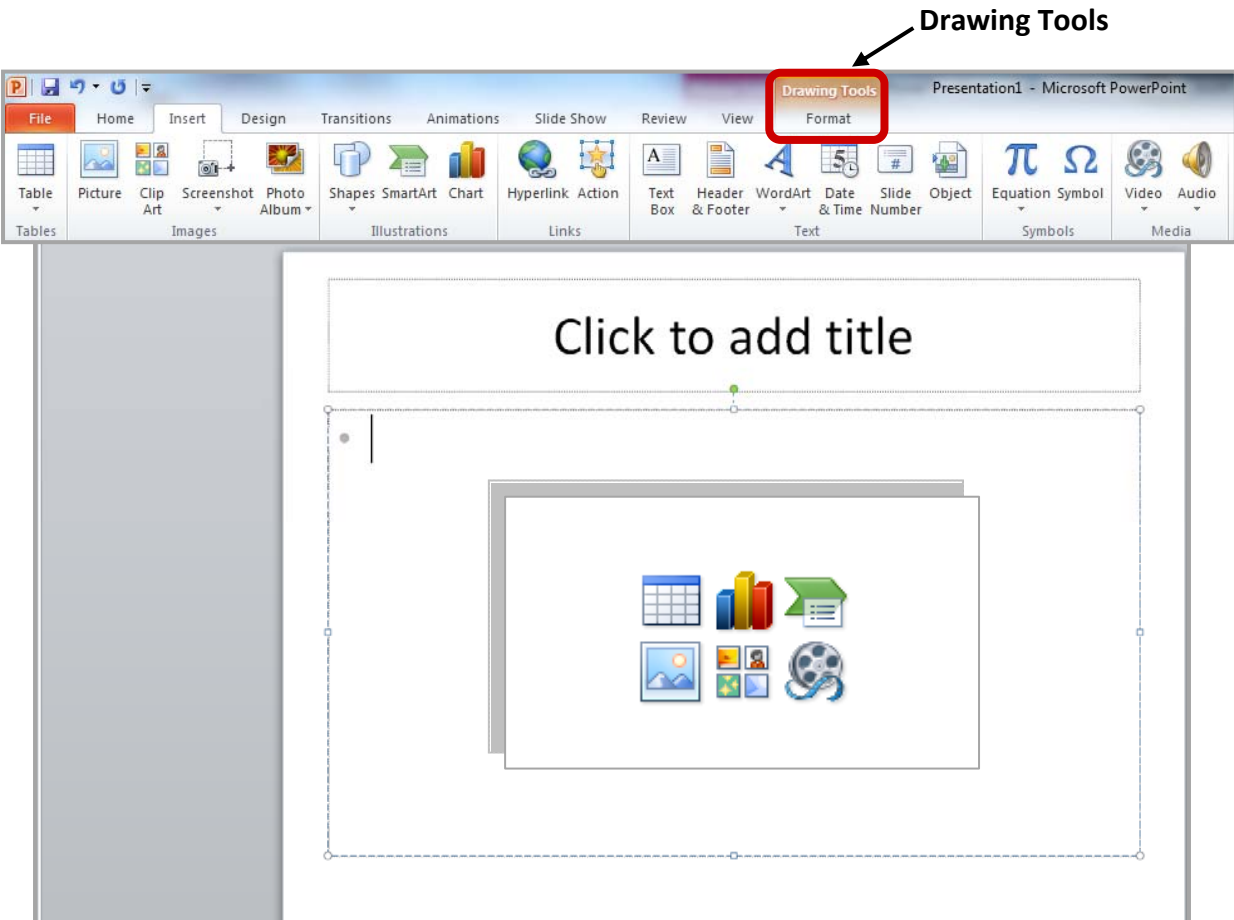 Drawing Tools
P
Drawing Tools
Presentation1 - Microsoft PowerPoint
File Home Insert Design Transitions Animations Slide Show Review View Format
A A 5 # π Ω
Table Picture Clip Art Screenshot Photo Album Shapes SmartArt Chart Hyperlink Action Text Box Header & Footer WordArt Date & Time Slide Number Object Equation Symbol Video Audio
Tables Images Illustrations Links Text Symbols Media
Click to add title